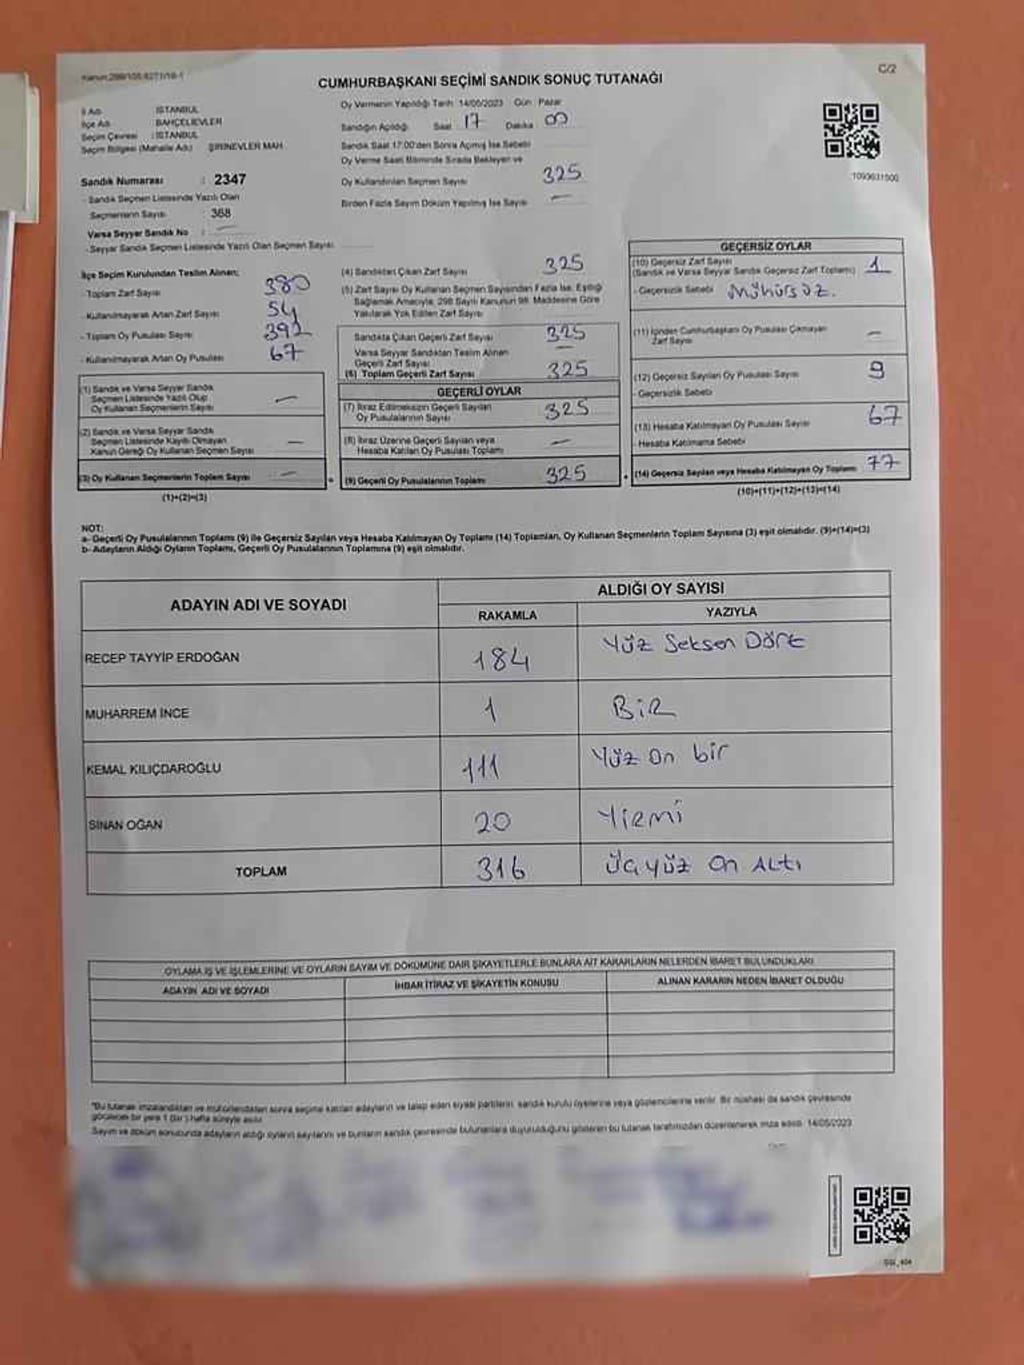 Kanun:298/105,6271/18-1
C/2
CUMHURBAŞKANI SEÇİMİ SANDIK SONUÇ TUTANAĞI
İl Adı : İSTANBUL
İlçe Adı : BAHÇELİEVLER
Seçim Çevresi : İSTANBUL
Seçim Bölgesi (Mahalle Adı) ŞİRİNEVLER MAH.
Sandık Numarası : 2347
- Sandık Seçmen Listesinde Yazılı Olan
Seçmenlerin Sayısı : 368
Varsa Seyyar Sandık No : —
- Seyyar Sandık Seçmen Listesinde Yazılı Olan Seçmen Sayısı
Oy Vermenin Yapıldığı Tarih 14/05/2023 Gün Pazar
Sandığın Açıldığı Saat 17 Dakika 00
Sandık Saat 17:00'den Sonra Açılmış İse Sebebi
Oy Verme Saati Bitiminde Sırada Bekleyen ve
Oy Kullandırılan Seçmen Sayısı 325
Birden Fazla Sayım Döküm Yapılmış İse Sayısı —
1093631500
İlçe Seçim Kurulundan Teslim Alınan;
- Toplam Zarf Sayısı 380
- Kullanılmayarak Artan Zarf Sayısı 54
- Toplam Oy Pusulası Sayısı 392
- Kullanılmayarak Artan Oy Pusulası 67
(1) Sandık ve Varsa Seyyar Sandık
Seçmen Listesinde Yazılı Olup
Oy Kullanan Seçmenlerin Sayısı —
(2) Sandık ve Varsa Seyyar Sandık
Seçmen Listesinde Kayıtlı Olmayan
Kanun Gereği Oy Kullanan Seçmen Sayısı —
(3) Oy Kullanan Seçmenlerin Toplam Sayısı —
(1)+(2)=(3)
(4) Sandıktan Çıkan Zarf Sayısı 325
(5) Zarf Sayısı Oy Kullanan Seçmen Sayısından Fazla İse, Eşitliği
Sağlamak Amacıyla, 298 Sayılı Kanunun 98. Maddesine Göre
Yakılarak Yok Edilen Zarf Sayısı
Sandıkta Çıkan Geçerli Zarf Sayısı 325
Varsa Seyyar Sandıktan Teslim Alınan
Geçerli Zarf Sayısı —
(6) Toplam Geçerli Zarf Sayısı 325
GEÇERLİ OYLAR
(7) İtiraz Edilmeksizin Geçerli Sayılan
Oy Pusulalarının Sayısı 325
(8) İtiraz Üzerine Geçerli Sayılan veya
Hesaba Katılan Oy Pusulası Toplamı —
(9) Geçerli Oy Pusulalarının Toplamı 325
GEÇERSİZ OYLAR
(10) Geçersiz Zarf Sayısı
(Sandık ve Varsa Seyyar Sandık Geçersiz Zarf Toplamı) 1
- Geçersizlik Sebebi Mühürsüz.
(11) İçinden Cumhurbaşkanı Oy Pusulası Çıkmayan
Zarf Sayısı —
(12) Geçersiz Sayılan Oy Pusulası Sayısı 9
- Geçersizlik Sebebi
(13) Hesaba Katılmayan Oy Pusulası Sayısı 67
- Hesaba Katılmama Sebebi
(14) Geçersiz Sayılan veya Hesaba Katılmayan Oy Toplamı 77
(10)+(11)+(12)+(13)=(14)
NOT:
a- Geçerli Oy Pusulalarının Toplamı (9) ile Geçersiz Sayılan veya Hesaba Katılmayan Oy Toplamı (14) Toplamları, Oy Kullanan Seçmenlerin Toplam Sayısına (3) eşit olmalıdır. (9)+(14)=(3)
b- Adayların Aldığı Oyların Toplamı, Geçerli Oy Pusulalarının Toplamına (9) eşit olmalıdır.
ADAYIN ADI VE SOYADI
ALDIĞI OY SAYISI
RAKAMLA YAZIYLA
RECEP TAYYİP ERDOĞAN 184 Yüz Seksen Dört
MUHARREM İNCE 1 Bir
KEMAL KILIÇDAROĞLU 111 Yüz On bir
SİNAN OĞAN 20 Yirmi
TOPLAM 316 Üçyüz On Altı
OYLAMA İŞ VE İŞLEMLERİNE VE OYLARIN SAYIM VE DÖKÜMÜNE DAİR ŞİKAYETLERLE BUNLARA AİT KARARLARIN NELERDEN İBARET BULUNDUKLARI
ADAYIN ADI VE SOYADI İHBAR İTİRAZ VE ŞİKAYETİN KONUSU ALINAN KARARIN NEDEN İBARET OLDUĞU
"Bu tutanak imzalandıktan ve mühürlendikten sonra seçime katılan adayların ve talep eden siyasi partilerin, sandık kurulu üyelerine veya gözlemcilerine verilir. Bir nüshası da sandık çevresinde
görülecek bir yere 1 (bir) hafta süreyle asılır.
Sayım ve döküm sonucunda adayların aldığı oyların sayılarını ve bunların sandık çevresinde bulunanlara duyurulduğunu gösteren bu tutanak tarafımızdan düzenlenerek imza edildi. 14/05/2023